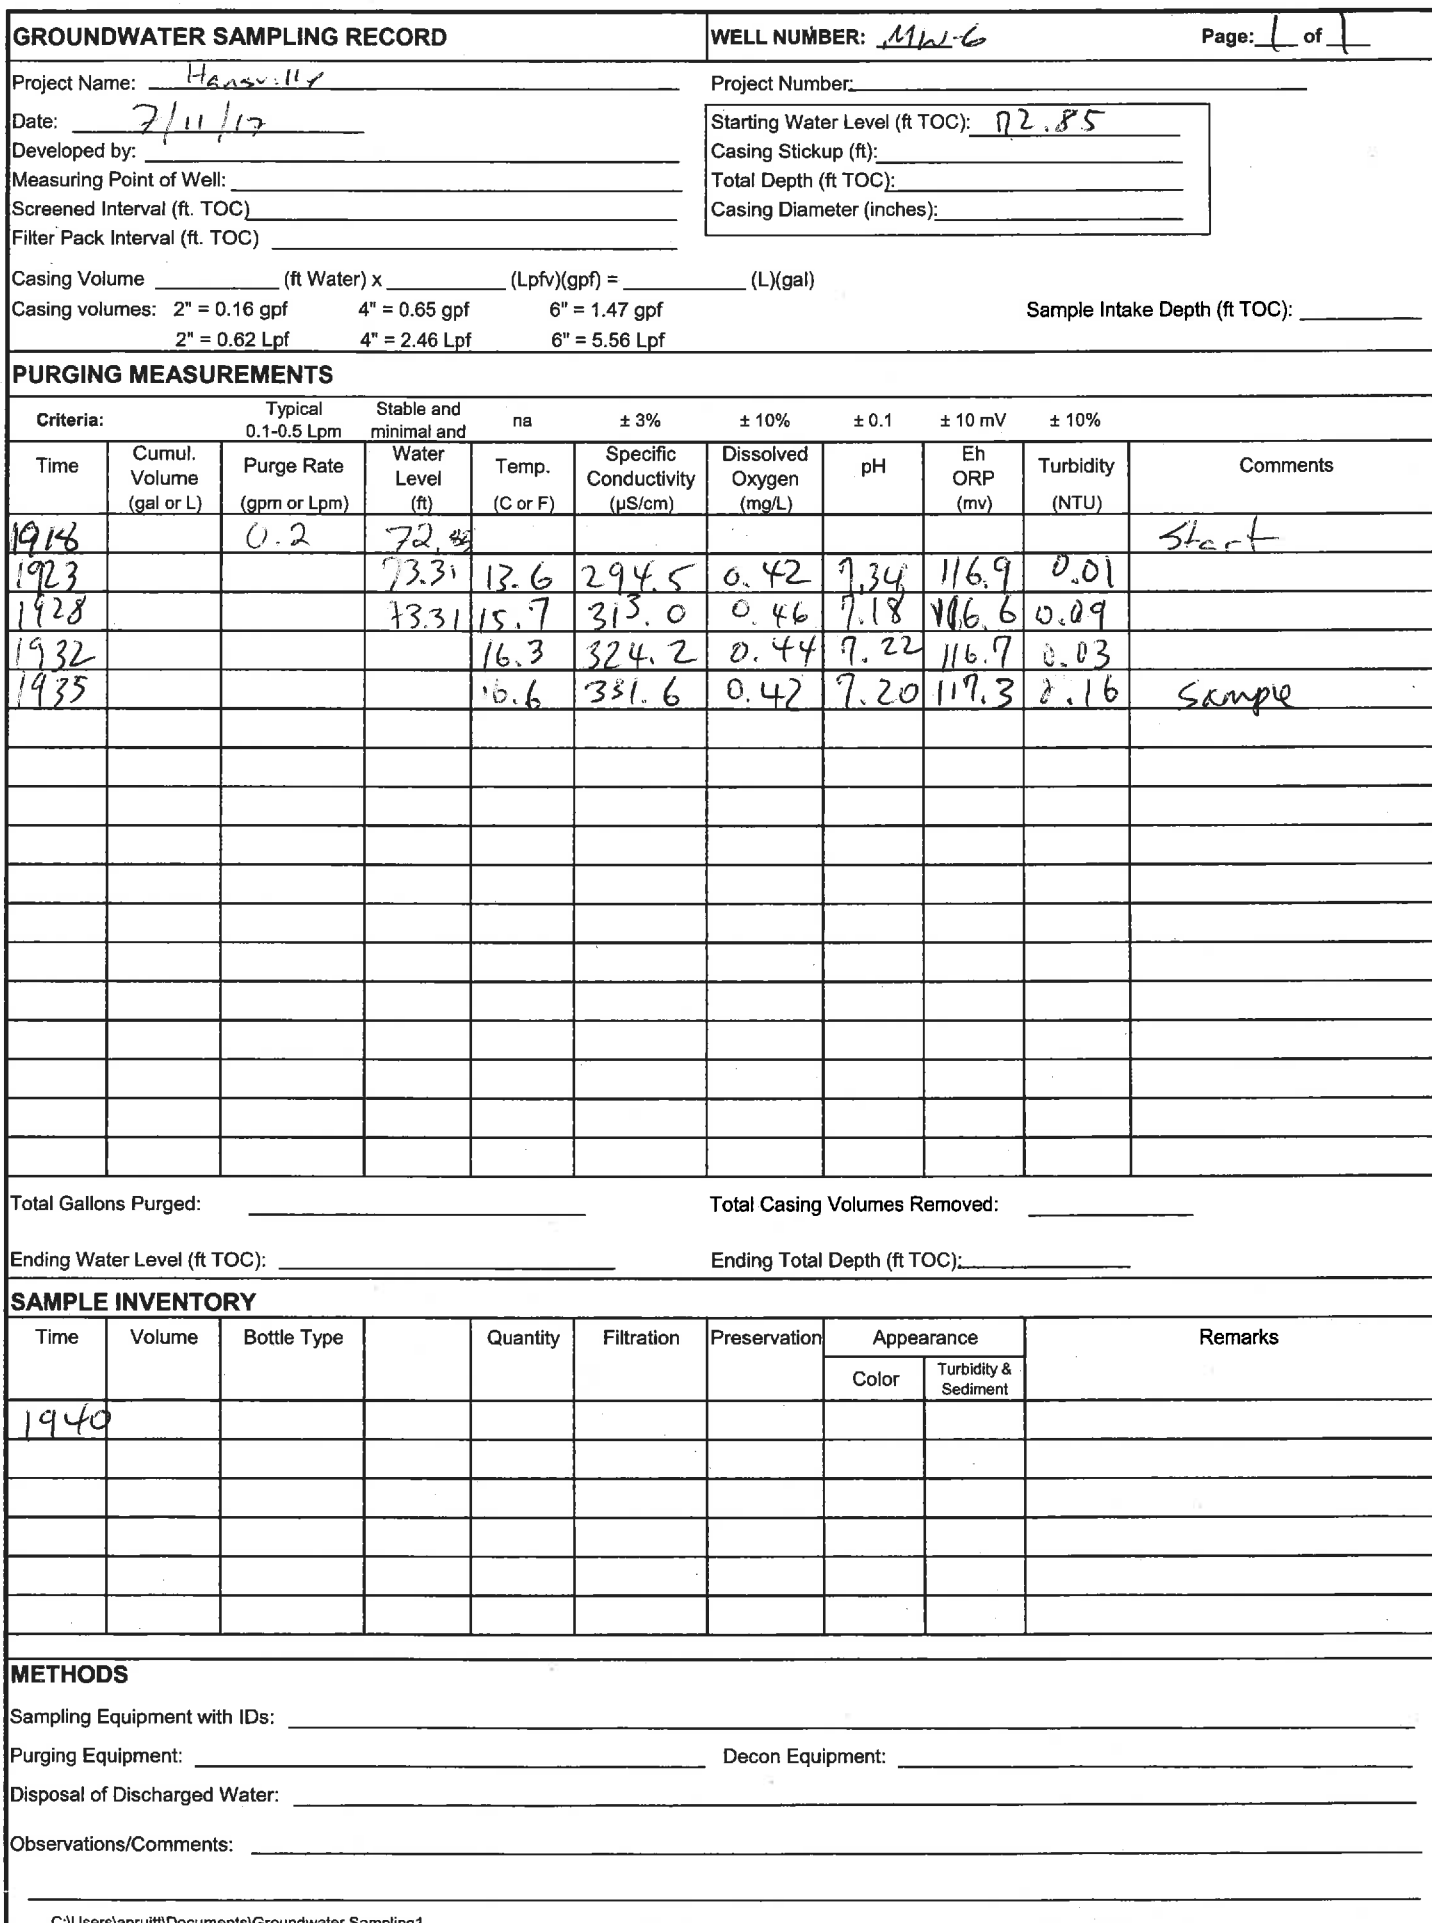 GROUNDWATER SAMPLING RECORD WELL NUMBER: MW-6 Page: 1 of 1
Project Name: Hansville Project Number:
Date: 7/11/17 Starting Water Level (ft TOC): 72.85
Developed by: Casing Stickup (ft):
Measuring Point of Well: Total Depth (ft TOC):
Screened Interval (ft. TOC) Casing Diameter (inches):
Filter Pack Interval (ft. TOC)
Casing Volume (ft Water) x (Lpfv)(gpf) = (L)(gal)
Casing volumes: 2" = 0.16 gpf 4" = 0.65 gpf 6" = 1.47 gpf Sample Intake Depth (ft TOC):
2" = 0.62 Lpf 4" = 2.46 Lpf 6" = 5.56 Lpf
PURGING MEASUREMENTS
Criteria: Typical 0.1-0.5 Lpm Stable and minimal and na ± 3% ± 10% ± 0.1 ± 10 mV ± 10%
Time Cumul. Volume (gal or L) Purge Rate (gpm or Lpm) Water Level (ft) Temp. (C or F) Specific Conductivity (µS/cm) Dissolved Oxygen (mg/L) pH Eh ORP (mv) Turbidity (NTU) Comments
1918 0.2 Start
1923 73.31 13.6 294.5 0.42 7.34 116.9 0.01
1928 73.31 15.7 313.0 0.46 7.18 116.6 0.09
1932 16.3 324.2 0.44 7.22 116.7 0.03
1935 16.6 331.6 0.42 7.20 117.3 Sample
Total Gallons Purged: Total Casing Volumes Removed:
Ending Water Level (ft TOC): Ending Total Depth (ft TOC):
SAMPLE INVENTORY
Time Volume Bottle Type Quantity Filtration Preservation Appearance Remarks
Color Turbidity & Sediment
1940
METHODS
Sampling Equipment with IDs:
Purging Equipment: Decon Equipment:
Disposal of Discharged Water:
Observations/Comments:
C:\Users\apruitt\Documents\Groundwater Sampling1